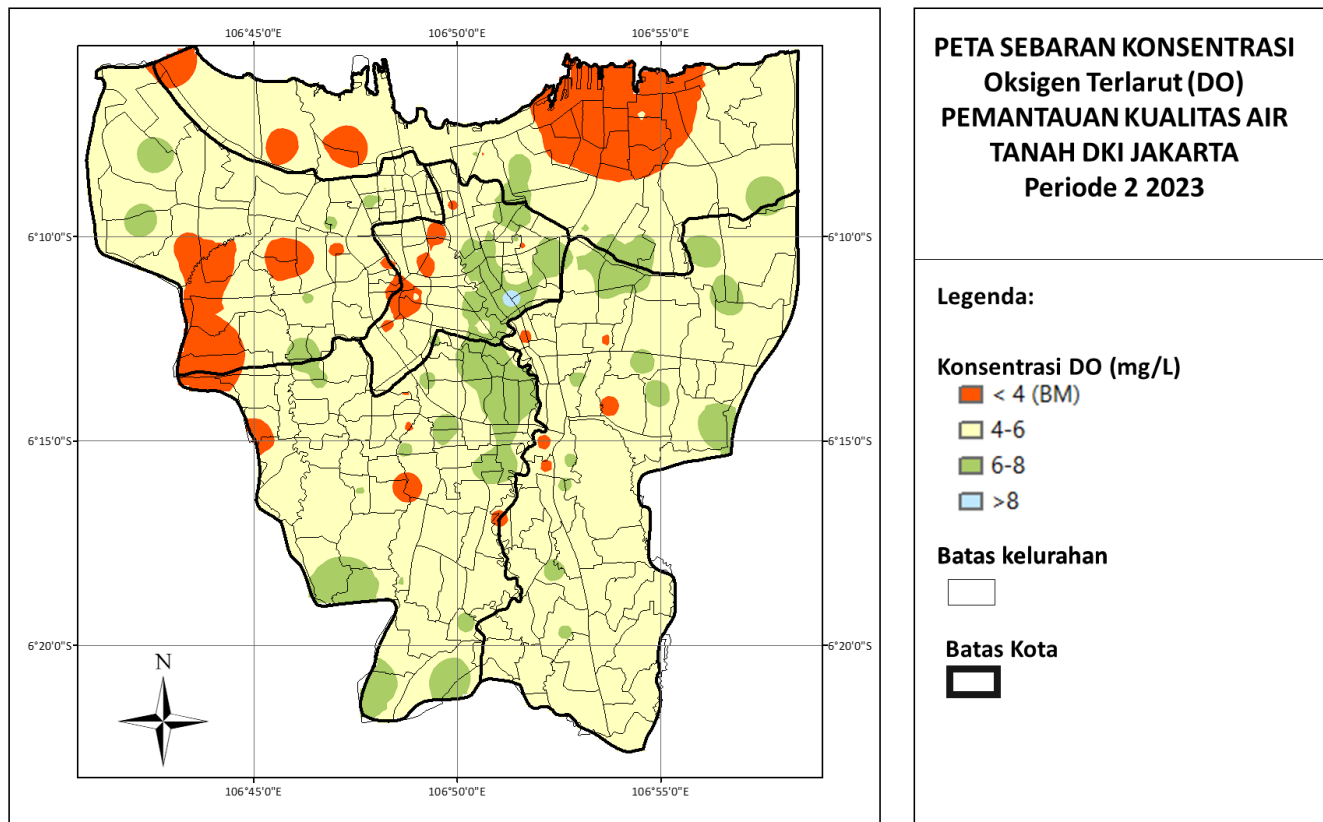 106°45'0"E 106°50'0"E 106°55'0"E
6°10'0"S 6°10'0"S
6°15'0"S 6°15'0"S
6°20'0"S 6°20'0"S
N
106°45'0"E 106°50'0"E 106°55'0"E
PETA SEBARAN KONSENTRASI
Oksigen Terlarut (DO)
PEMANTAUAN KUALITAS AIR
TANAH DKI JAKARTA
Periode 2 2023
Legenda:
Konsentrasi DO (mg/L)
< 4 (BM)
4-6
6-8
>8
Batas kelurahan
Batas Kota